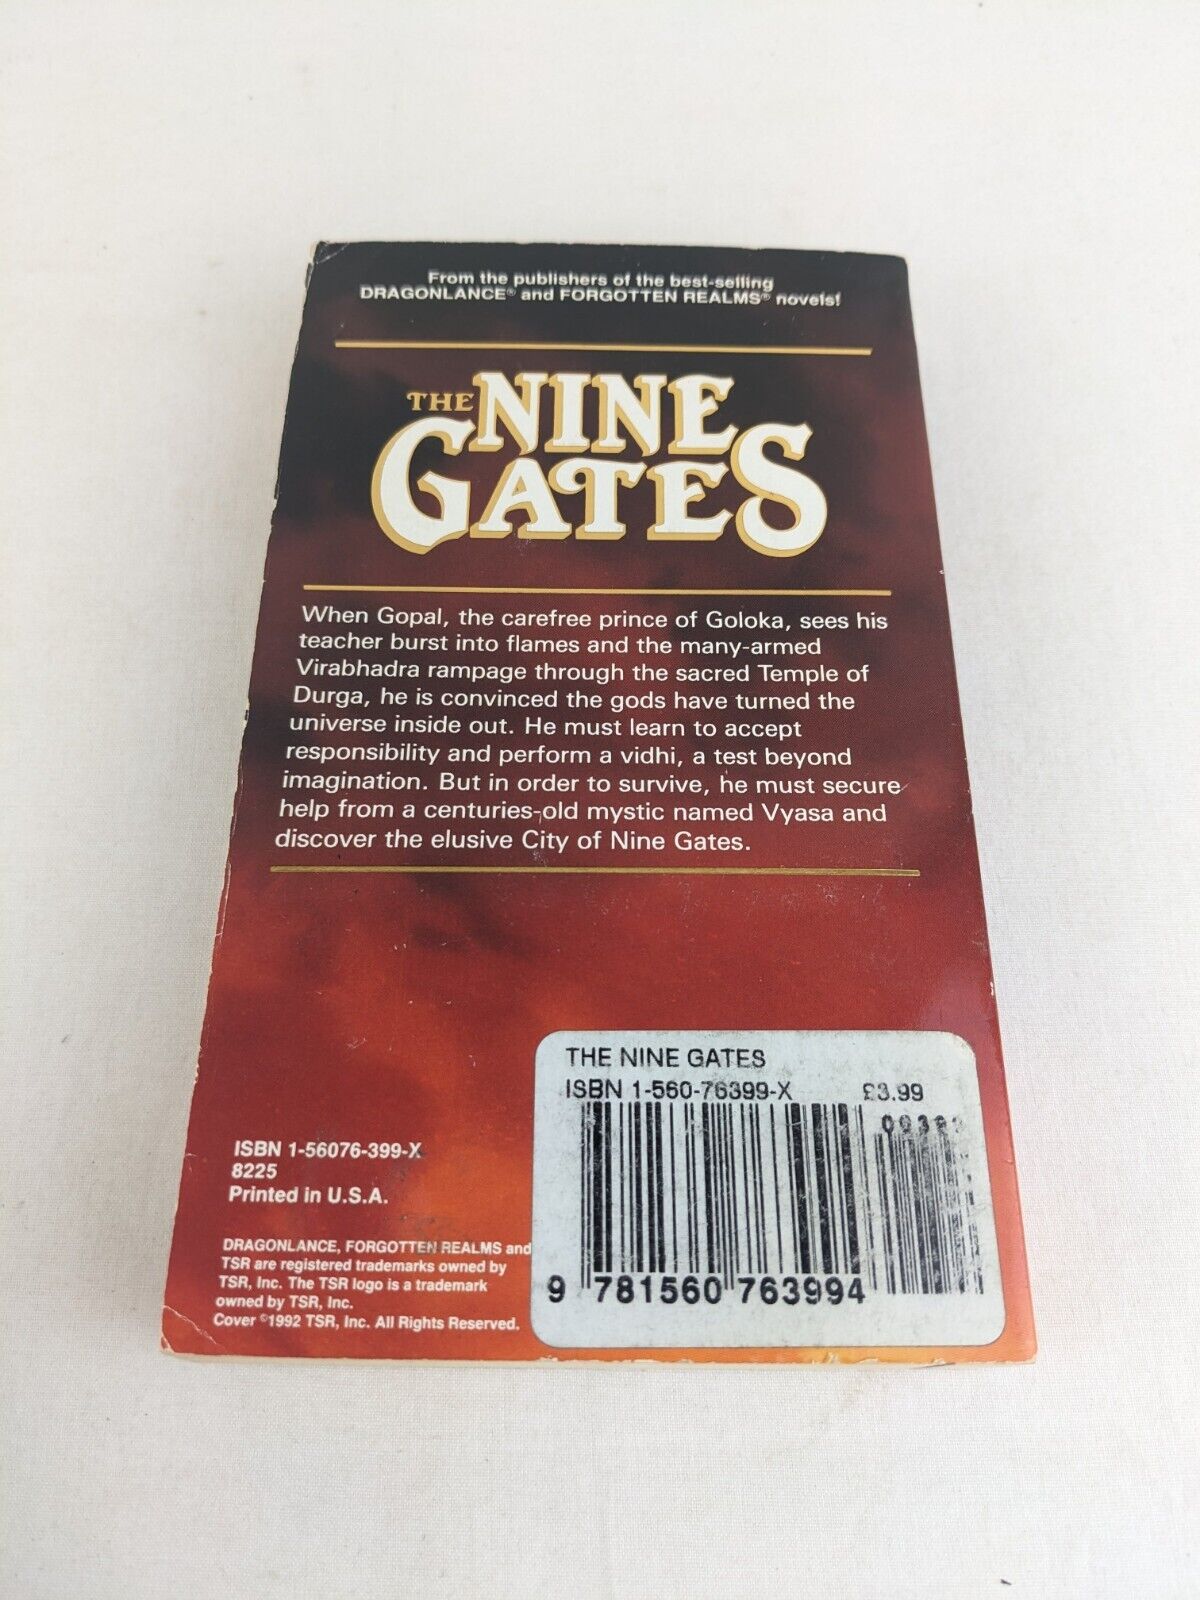 From the publishers of the best-selling
DRAGONLANCE® and FORGOTTEN REALMS® novels!
THE NINE
GATES
When Gopal, the carefree prince of Goloka, sees his
teacher burst into flames and the many-armed
Virabhadra rampage through the sacred Temple of
Durga, he is convinced the gods have turned the
universe inside out. He must learn to accept
responsibility and perform a vidhi, a test beyond
imagination. But in order to survive, he must secure
help from a centuries-old mystic named Vyasa and
discover the elusive City of Nine Gates.
ISBN 1-56076-399-X
8225
Printed in U.S.A.
DRAGONLANCE, FORGOTTEN REALMS and
TSR are registered trademarks owned by
TSR, Inc. The TSR logo is a trademark
owned by TSR, Inc.
Cover ©1992 TSR, Inc. All Rights Reserved.
THE NINE GATES
ISBN 1-560-76399-X £3.99
9 781560 763994